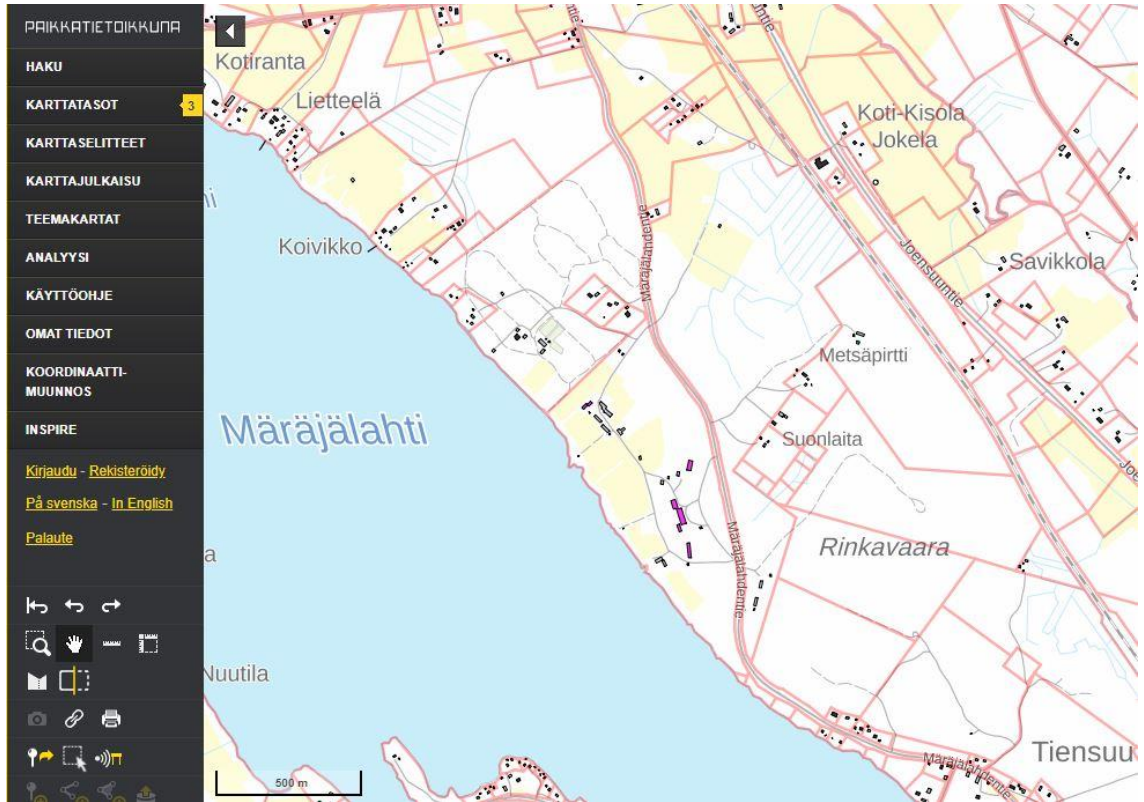 PAIKKATIETOIKKUNA
HAKU
KARTTATASOT 3
KARTTASELITTEET
KARTTAJULKAISU
TEEMAKARTAT
ANALYYSI
KÄYTTÖOHJE
OMAT TIEDOT
KOORDINAATTI-
MUUNNOS
INSPIRE
Kirjaudu - Rekisteröidy
På svenska - In English
Palaute
Kotiranta
Lietteelä
Koti-Kisola
Jokela
Märäjälahdentie
Koivikko
Joensuuntie
Savikkola
Metsäpirtti
Märäjälahti
Suonlaita
Märäjälahdentie
Rinkavaara
Nuutila
Märäjälahdentie
Tiensuu
500 m